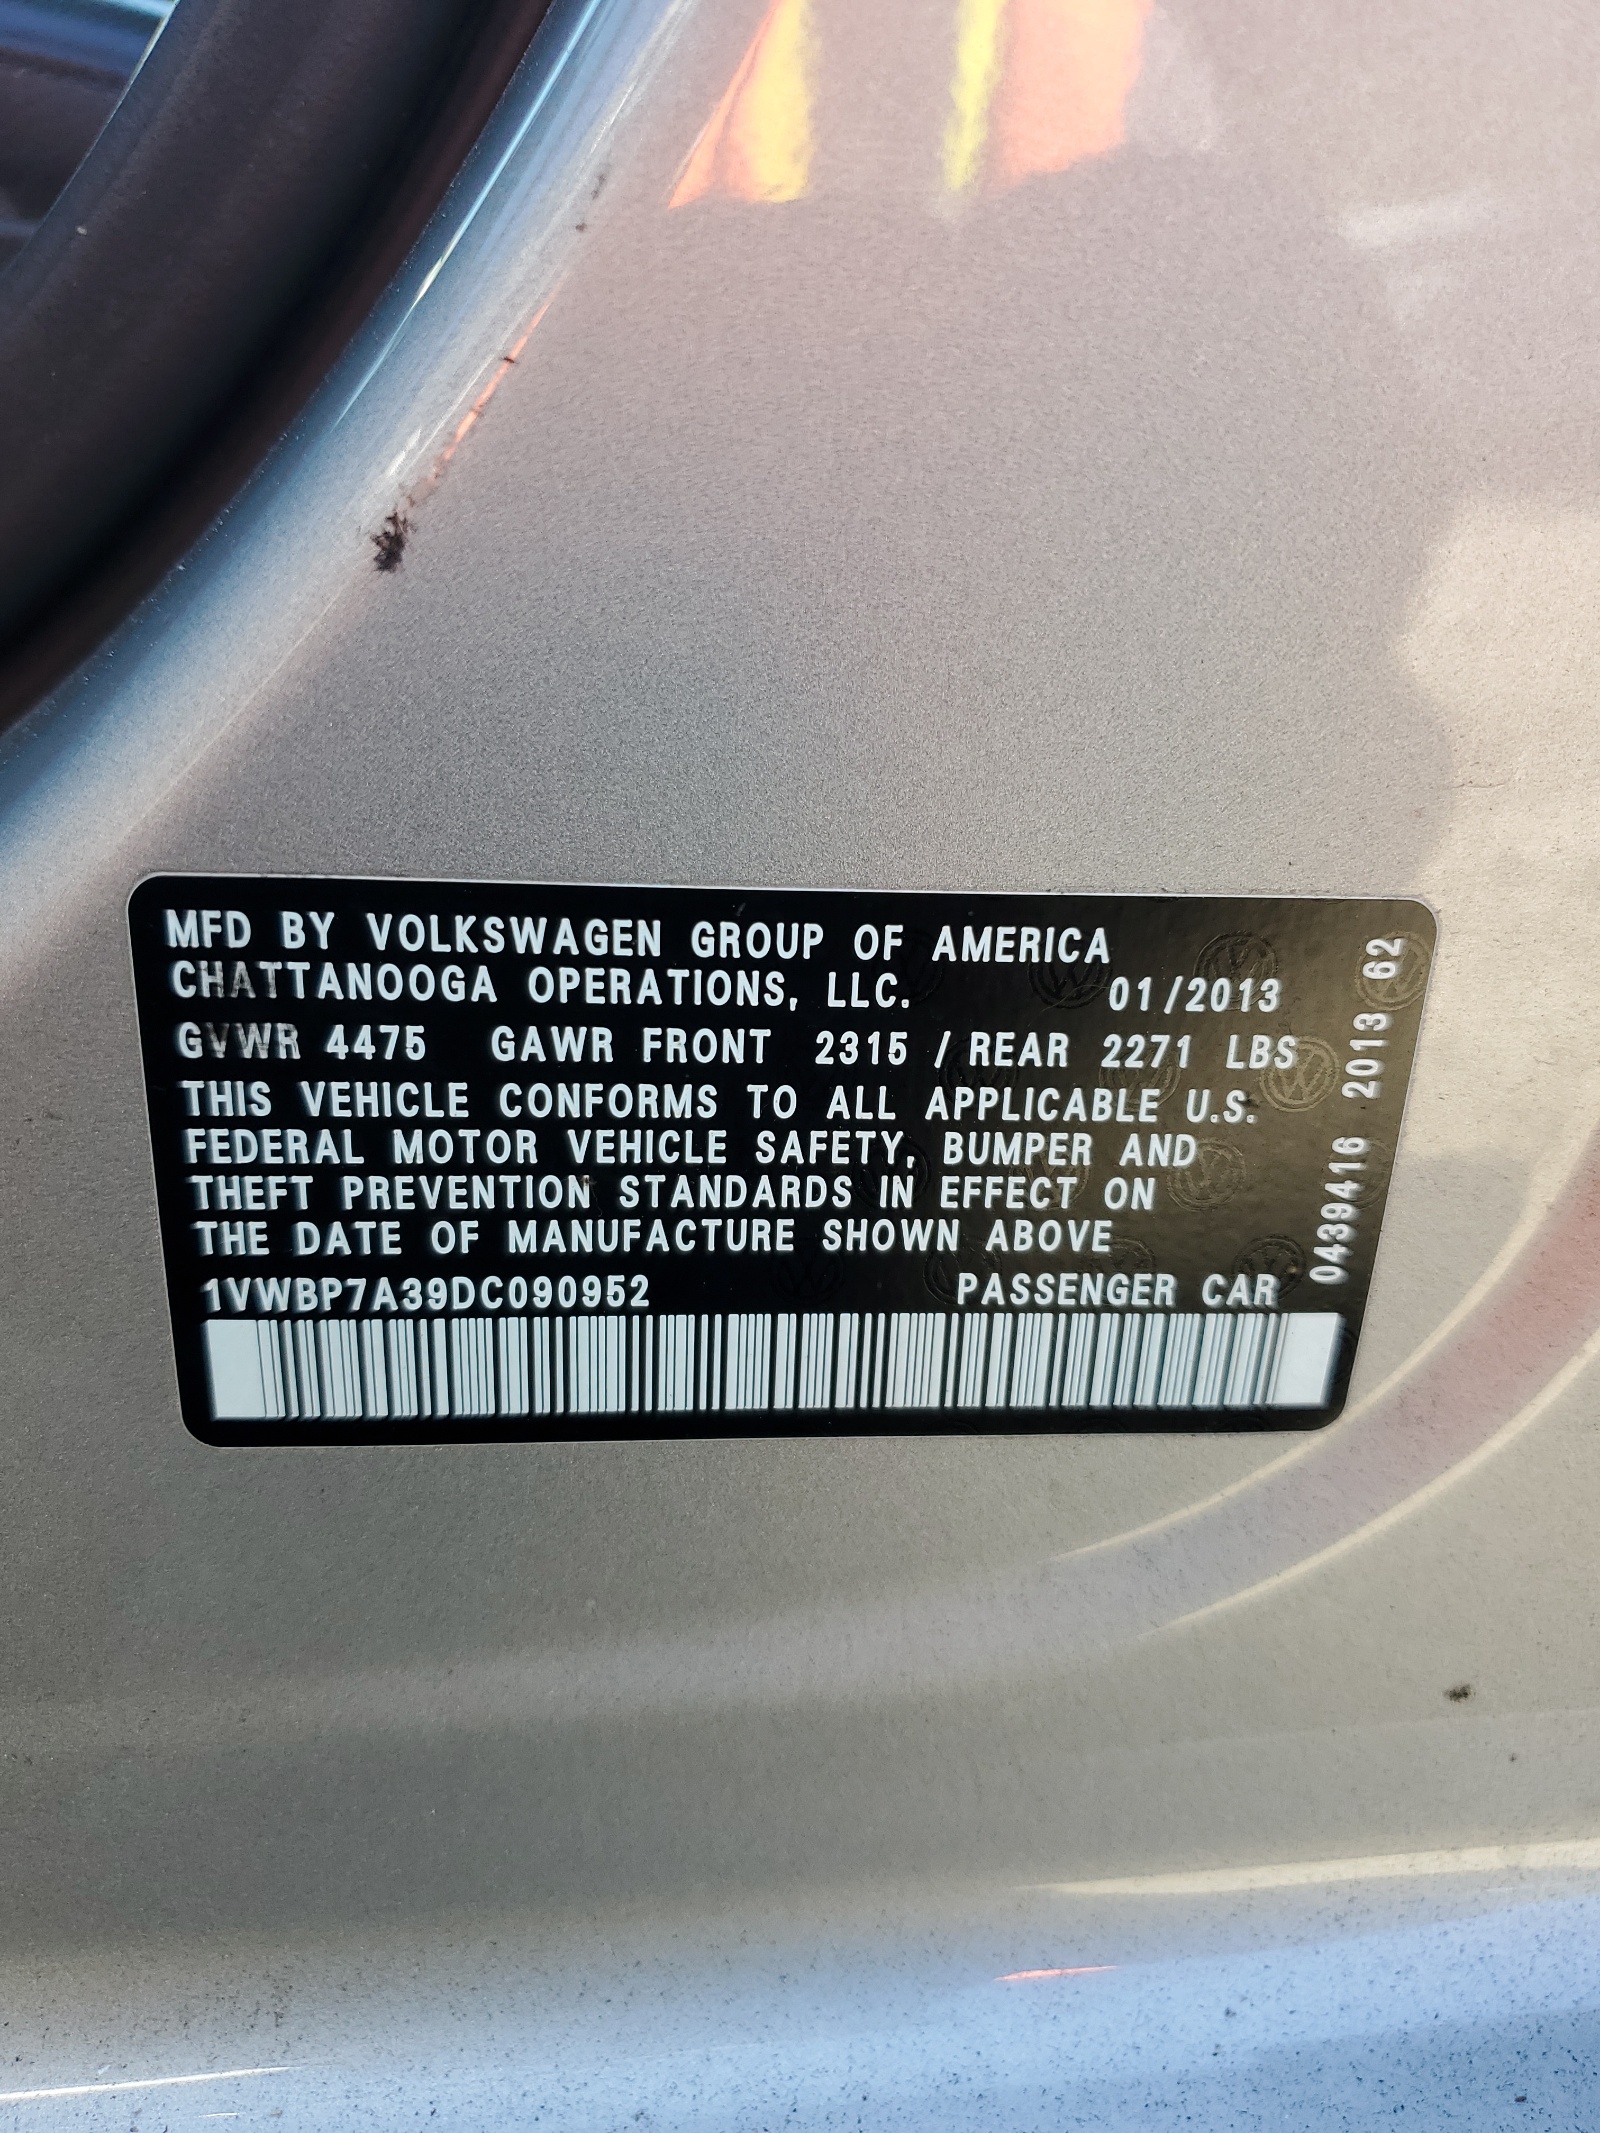 MFD BY VOLKSWAGEN GROUP OF AMERICA
CHATTANOOGA OPERATIONS, LLC. 01/2013
GVWR 4475 GAWR FRONT 2315 / REAR 2271 LBS
THIS VEHICLE CONFORMS TO ALL APPLICABLE U.S.
FEDERAL MOTOR VEHICLE SAFETY, BUMPER AND
THEFT PREVENTION STANDARDS IN EFFECT ON
THE DATE OF MANUFACTURE SHOWN ABOVE
1VWBP7A39DC090952 PASSENGER CAR
0439416 2013 62